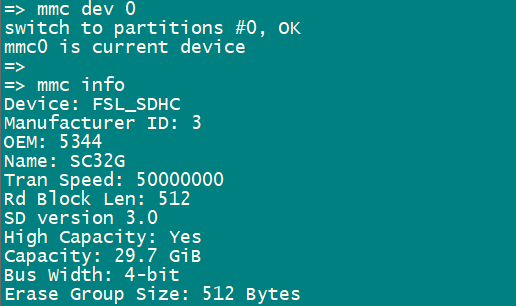 => mmc dev 0
switch to partitions #0, OK
mmc0 is current device
=>
=> mmc info
Device: FSL_SDHC
Manufacturer ID: 3
OEM: 5344
Name: SC32G
Tran Speed: 50000000
Rd Block Len: 512
SD version 3.0
High Capacity: Yes
Capacity: 29.7 GiB
Bus Width: 4-bit
Erase Group Size: 512 Bytes